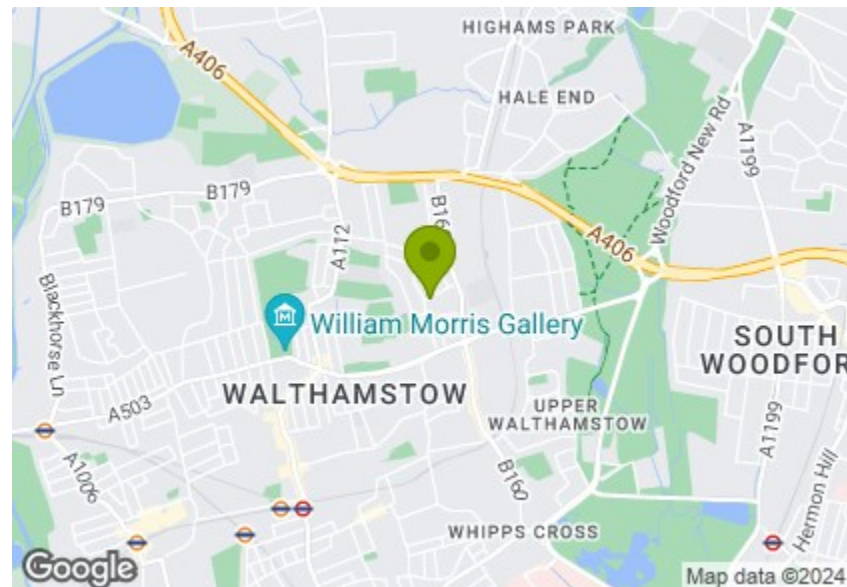 HIGHAMS PARK
A406
HALE END
Woodford New Rd
A1199
B179
B179
B16
A112
A406
Blackhorse Ln
M
William Morris Gallery
SOUTH
WOODFOR
WALTHAMSTOW
A503
UPPER
WALTHAMSTOW
A1199
A1006
B160
Hermon Hill
WHIPPS CROSS
Google
Map data ©2024